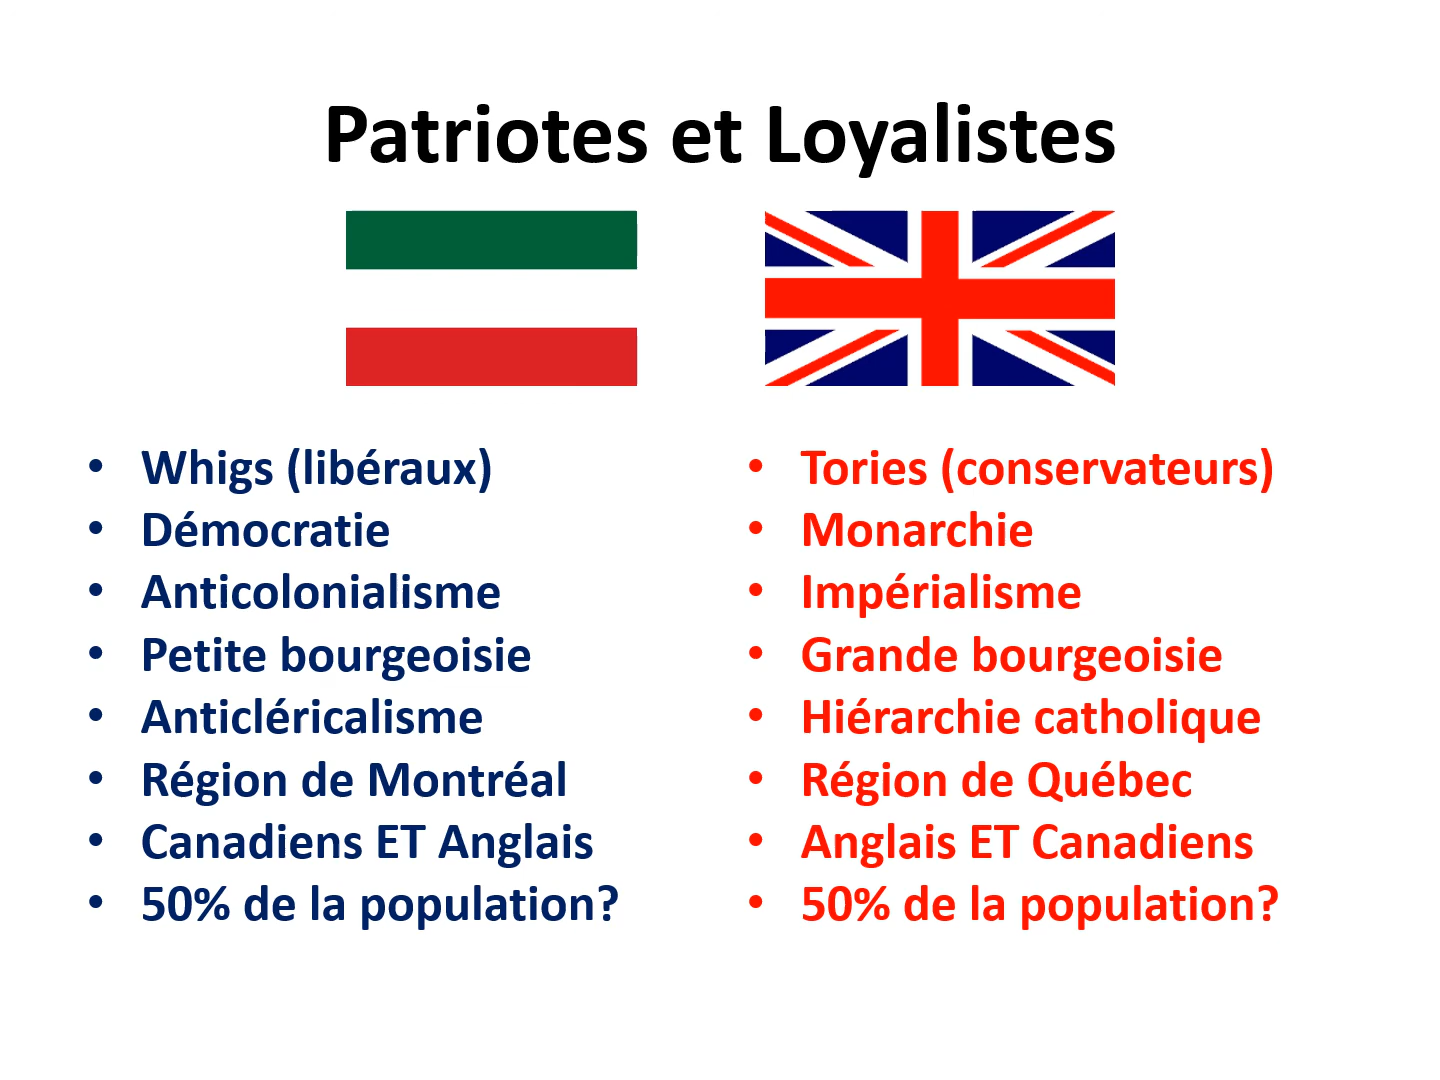 Patriotes et Loyalistes
• Whigs (libéraux)
• Démocratie
• Anticolonialisme
• Petite bourgeoisie
• Anticléricalisme
• Région de Montréal
• Canadiens ET Anglais
• 50% de la population?
• Tories (conservateurs)
• Monarchie
• Impérialisme
• Grande bourgeoisie
• Hiérarchie catholique
• Région de Québec
• Anglais ET Canadiens
• 50% de la population?